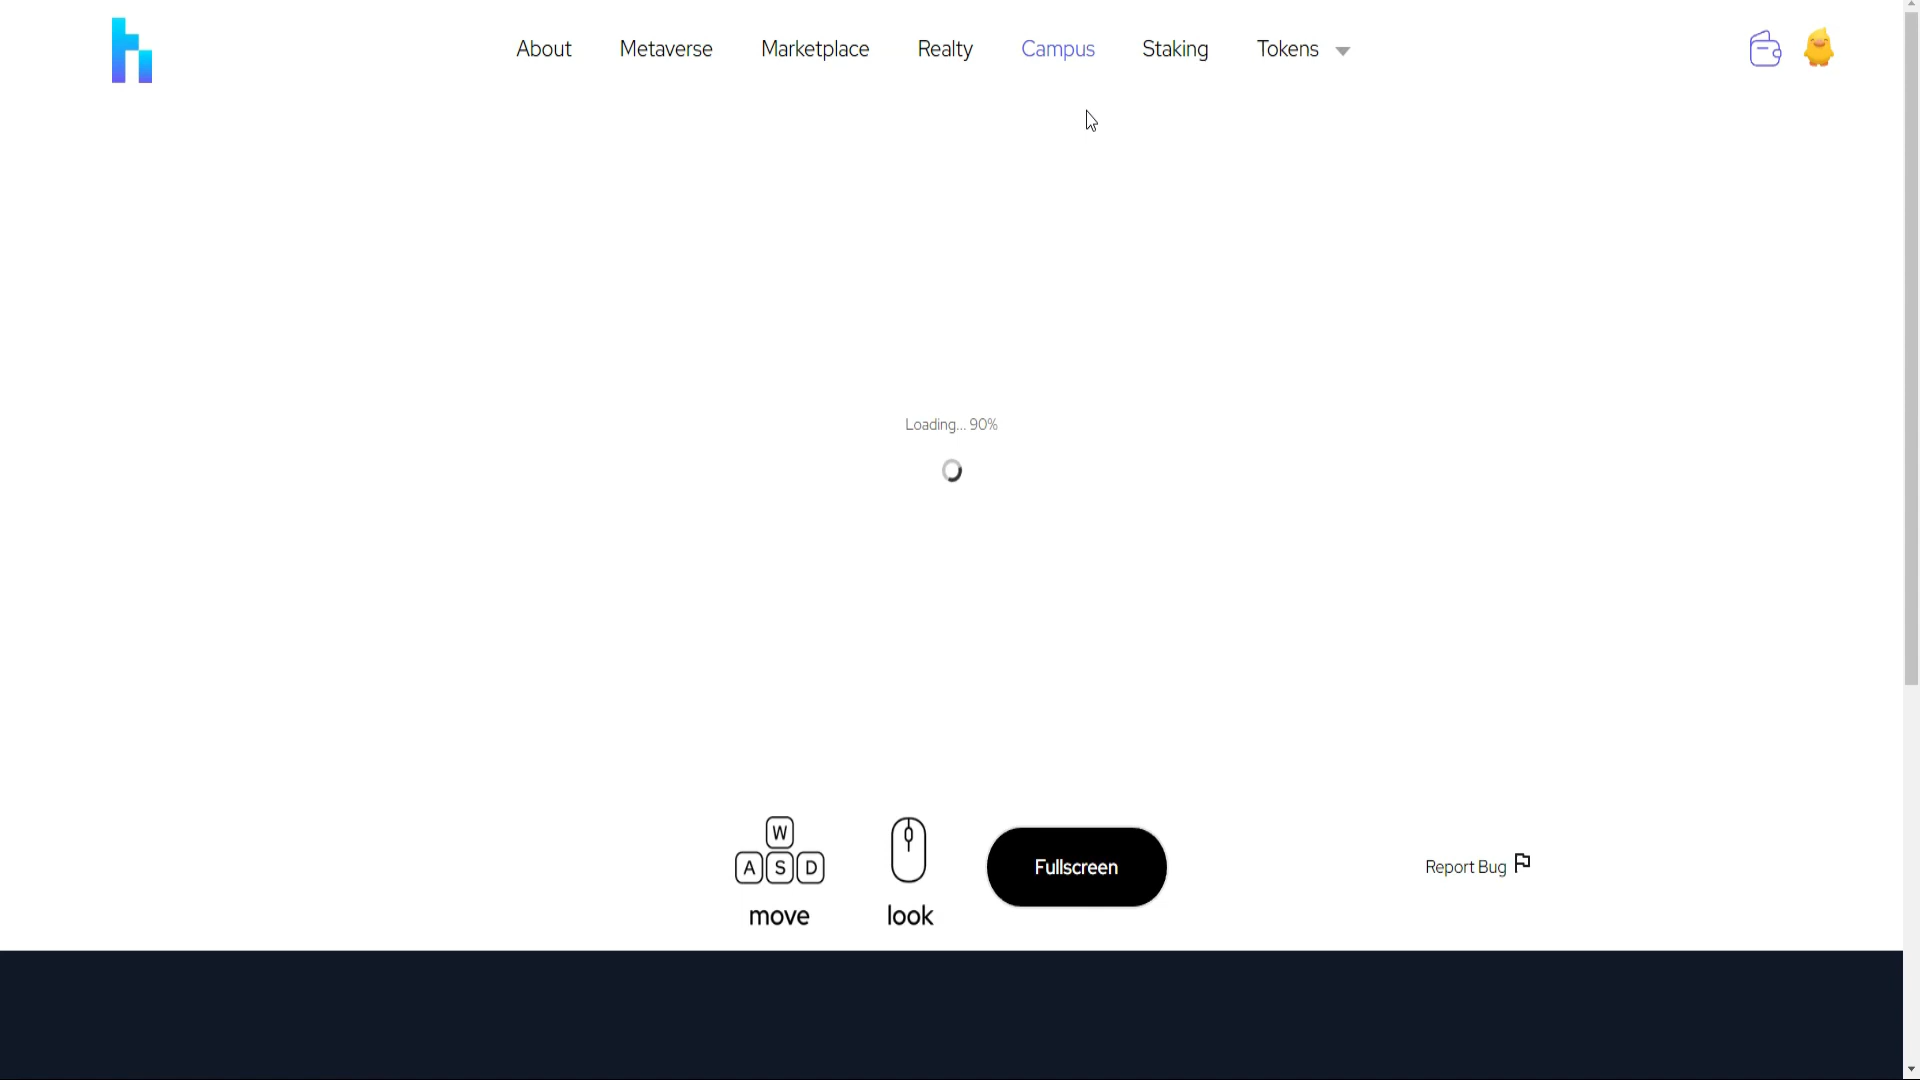 About Metaverse Marketplace Realty Campus Staking Tokens
Loading... 90%
W
A S D
move
look
Fullscreen
Report Bug